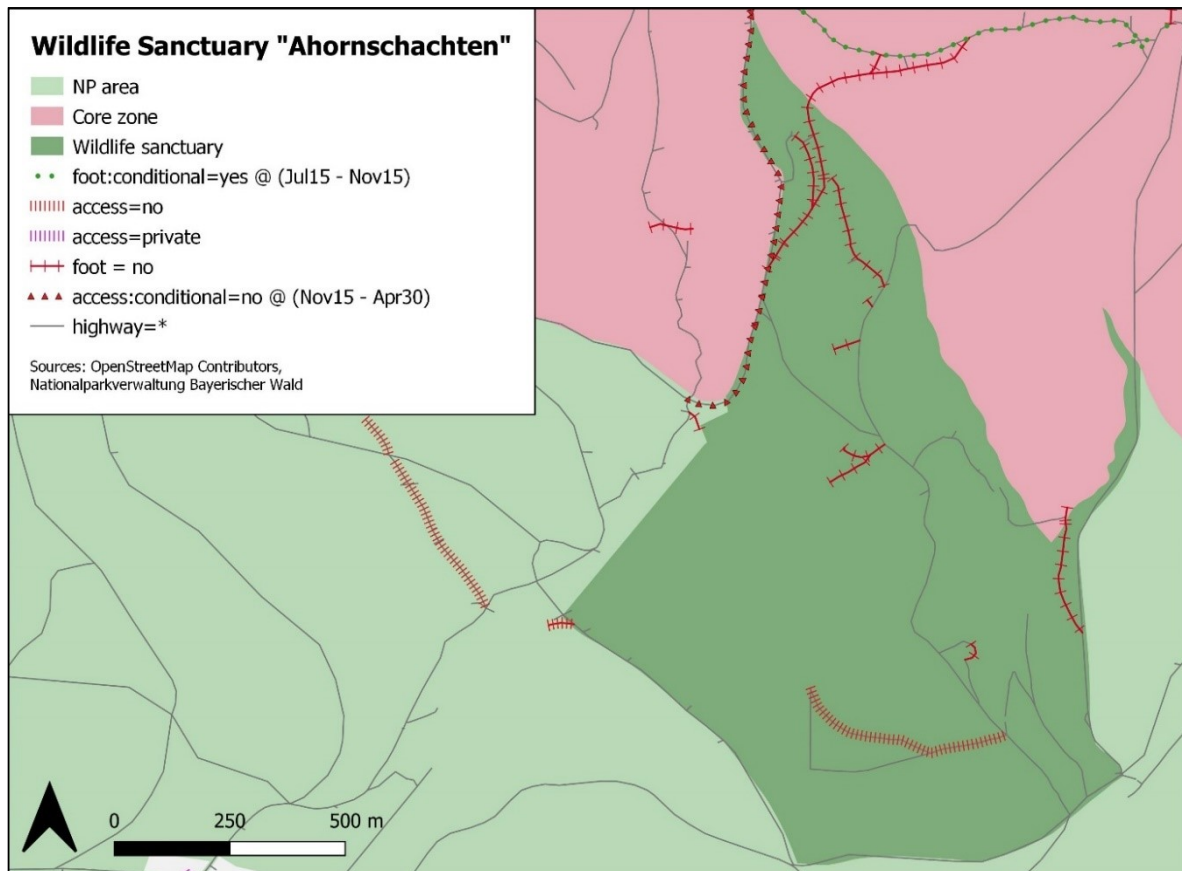 Wildlife Sanctuary "Ahornschachten"
NP area
Core zone
Wildlife sanctuary
foot:conditional=yes @ (Jul15 - Nov15)
access=no
access=private
foot = no
access:conditional=no @ (Nov15 - Apr30)
highway=*
Sources: OpenStreetMap Contributors,
Nationalparkverwaltung Bayerischer Wald
0 250 500 m